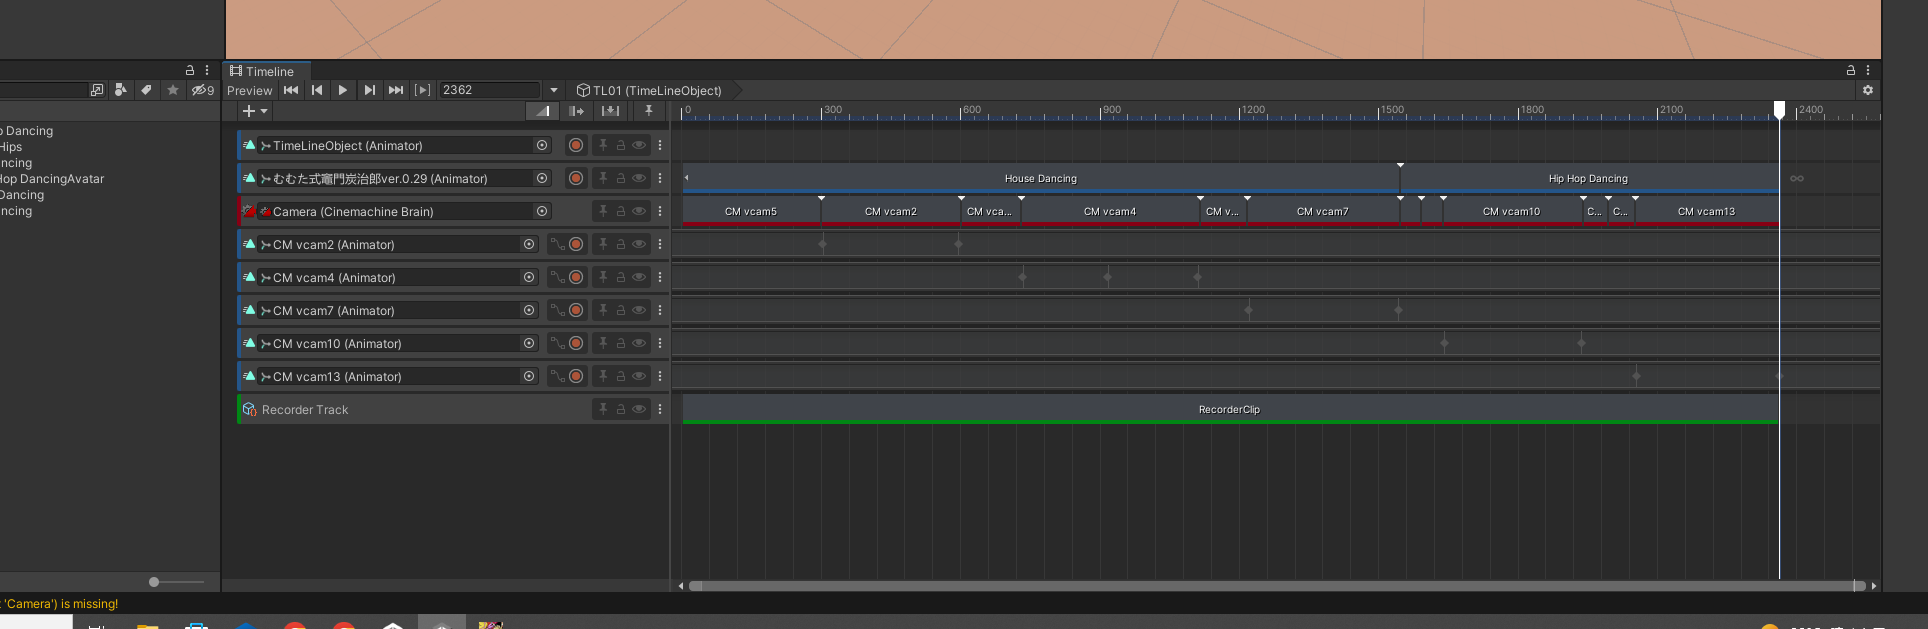 Timeline
9
Preview
2362
TL01 (TimeLineObject)
0
300
600
900
1200
1500
1800
2100
2400
Dancing
Hips
ncing
Hop DancingAvatar
Dancing
ncing
TimeLineObject (Animator)
むむた式竈門炭治郎ver.0.29 (Animator)
House Dancing
Hip Hop Dancing
Camera (Cinemachine Brain)
CM vcam5
CM vcam2
CM vca...
CM vcam4
CM v...
CM vcam7
CM vcam10
C...
C...
CM vcam13
CM vcam2 (Animator)
CM vcam4 (Animator)
CM vcam7 (Animator)
CM vcam10 (Animator)
CM vcam13 (Animator)
Recorder Track
RecorderClip
'Camera') is missing!